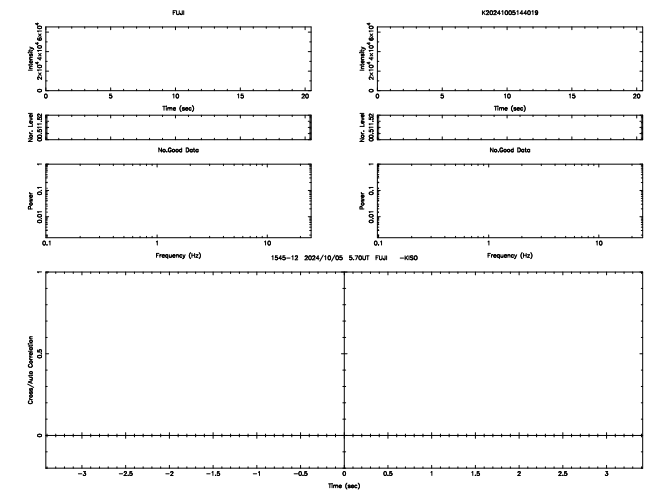 FUJI K20241005144019
Intensity 0 2×10⁴ 4×10⁴ 6×10⁴ Intensity 0 2×10⁴ 4×10⁴ 6×10⁴
0 5 10 15 20 0 5 10 15 20
Time (sec) Time (sec)
Nor. Level 00.511.52 Nor. Level 00.511.52
No.Good Data No.Good Data
Power 1 0.1 0.01 Power 1 0.1 0.01
0.1 1 10 0.1 1 10
Frequency (Hz) Frequency (Hz)
1545-12 2024/10/05 5.70UT FUJI -KISO
Cross/Auto Correlation 1 0.5 0
-3 -2.5 -2 -1.5 -1 -0.5 0 0.5 1 1.5 2 2.5 3
Time (sec)